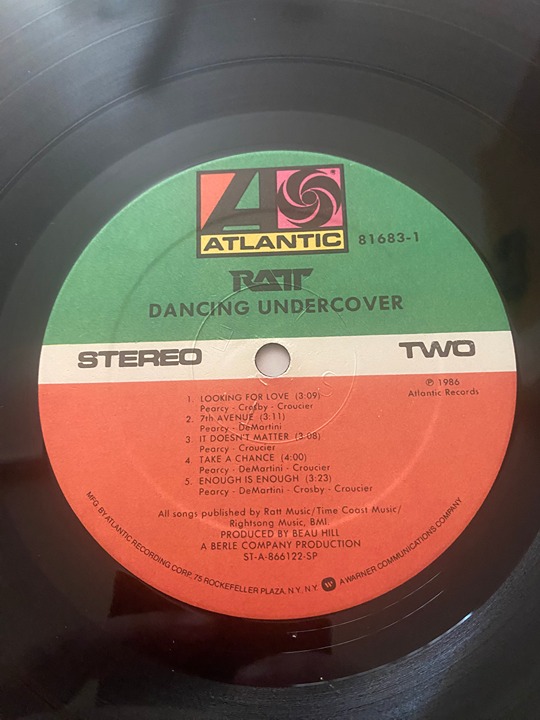 ATLANTIC
81683-1
RATT
DANCING UNDERCOVER
STEREO
TWO
℗ 1986
Atlantic Records
1. LOOKING FOR LOVE (3:09)
Pearcy - Crosby - Croucier
2. 7th AVENUE (3:11)
Pearcy - DeMartini
3. IT DOESN'T MATTER (3:08)
Pearcy - Croucier
4. TAKE A CHANCE (4:00)
Pearcy - DeMartini - Croucier
5. ENOUGH IS ENOUGH (3:23)
Pearcy - DeMartini - Crosby - Croucier
All songs published by Ratt Music/Time Coast Music/
Rightsong Music, BMI.
PRODUCED BY BEAU HILL
A BERLE COMPANY PRODUCTION
ST-A-866122-SP
MFG. BY ATLANTIC RECORDING CORP. 75 ROCKEFELLER PLAZA, N.Y. N.Y. A WARNER COMMUNICATIONS COMPANY